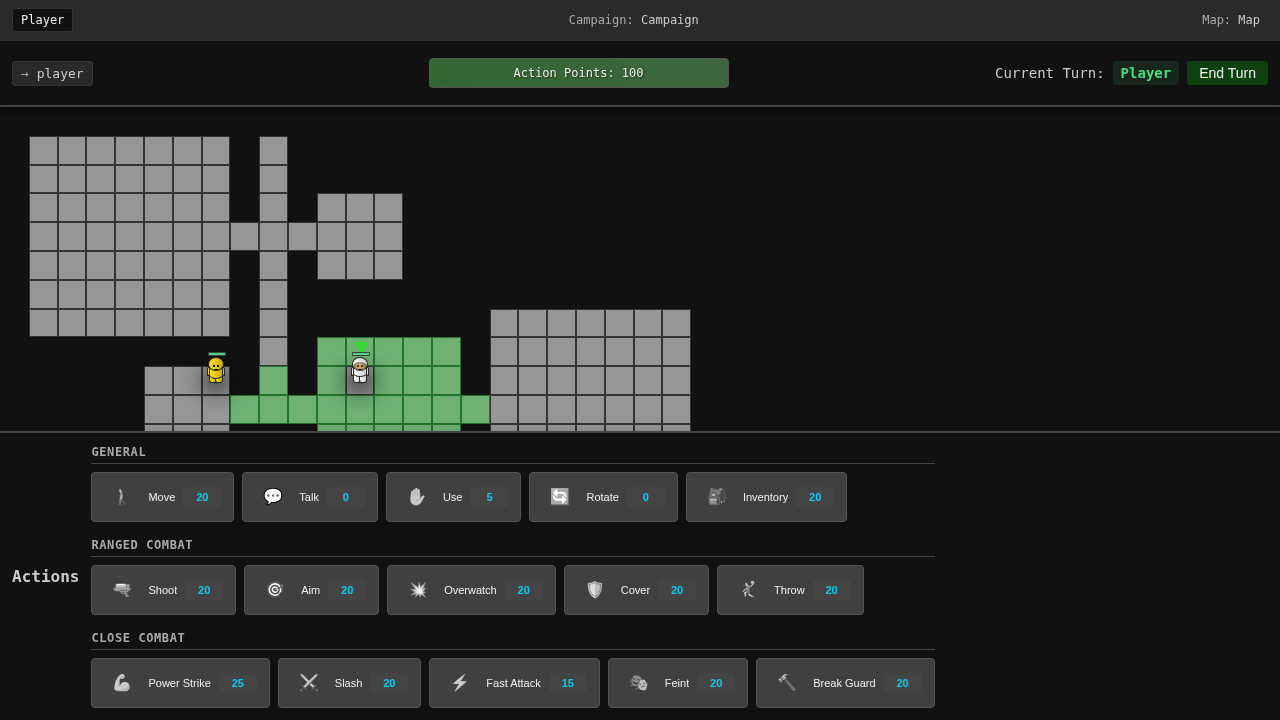 Player
Campaign: Campaign
Map: Map
→ player
Action Points: 100
Current Turn: Player
End Turn
GENERAL
Move 20
Talk 0
Use 5
Rotate 0
Inventory 20
RANGED COMBAT
Actions
Shoot 20
Aim 20
Overwatch 20
Cover 20
Throw 20
CLOSE COMBAT
Power Strike 25
Slash 20
Fast Attack 15
Feint 20
Break Guard 20